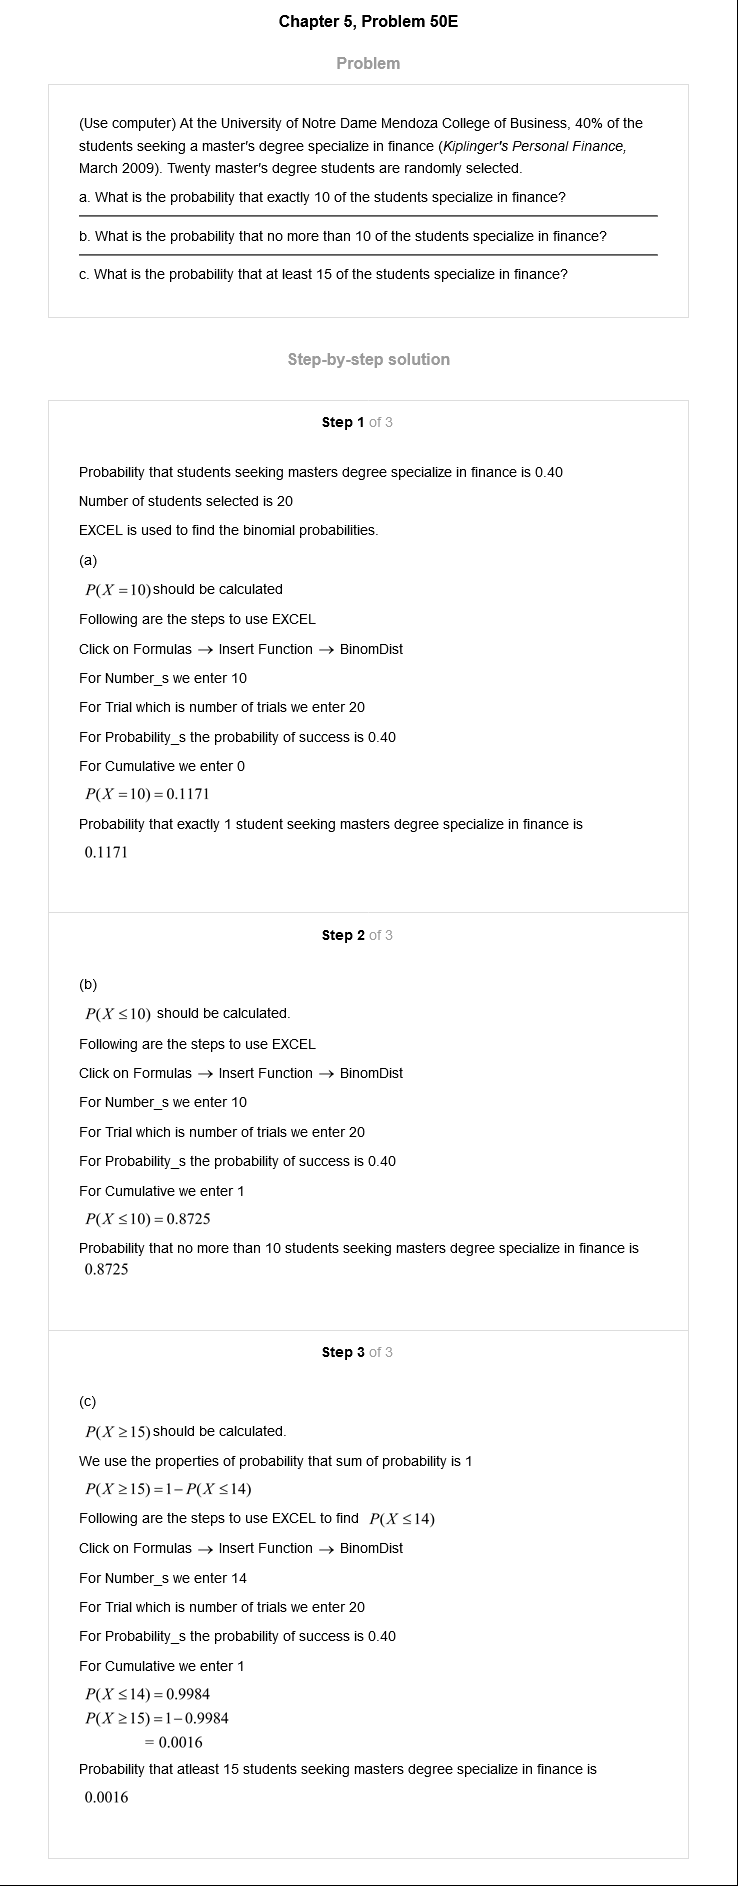 Chapter 5, Problem 50E
Problem
(Use computer) At the University of Notre Dame Mendoza College of Business, 40% of the
students seeking a master's degree specialize in finance (Kiplinger's Personal Finance,
March 2009). Twenty master's degree students are randomly selected.
a. What is the probability that exactly 10 of the students specialize in finance?
b. What is the probability that no more than 10 of the students specialize in finance?
c. What is the probability that at least 15 of the students specialize in finance?
Step-by-step solution
Step 1 of 3
Probability that students seeking masters degree specialize in finance is 0.40
Number of students selected is 20
EXCEL is used to find the binomial probabilities.
(a)
P(X = 10) should be calculated
Following are the steps to use EXCEL
Click on Formulas → Insert Function → BinomDist
For Number_s we enter 10
For Trial which is number of trials we enter 20
For Probability_s the probability of success is 0.40
For Cumulative we enter 0
P(X = 10) = 0.1171
Probability that exactly 1 student seeking masters degree specialize in finance is
0.1171
Step 2 of 3
(b)
P(X ≤ 10) should be calculated.
Following are the steps to use EXCEL
Click on Formulas → Insert Function → BinomDist
For Number_s we enter 10
For Trial which is number of trials we enter 20
For Probability_s the probability of success is 0.40
For Cumulative we enter 1
P(X ≤ 10) = 0.8725
Probability that no more than 10 students seeking masters degree specialize in finance is
0.8725
Step 3 of 3
(c)
P(X ≥ 15) should be calculated.
We use the properties of probability that sum of probability is 1
P(X ≥ 15) = 1 − P(X ≤ 14)
Following are the steps to use EXCEL to find P(X ≤ 14)
Click on Formulas → Insert Function → BinomDist
For Number_s we enter 14
For Trial which is number of trials we enter 20
For Probability_s the probability of success is 0.40
For Cumulative we enter 1
P(X ≤ 14) = 0.9984
P(X ≥ 15) = 1 − 0.9984
= 0.0016
Probability that atleast 15 students seeking masters degree specialize in finance is
0.0016